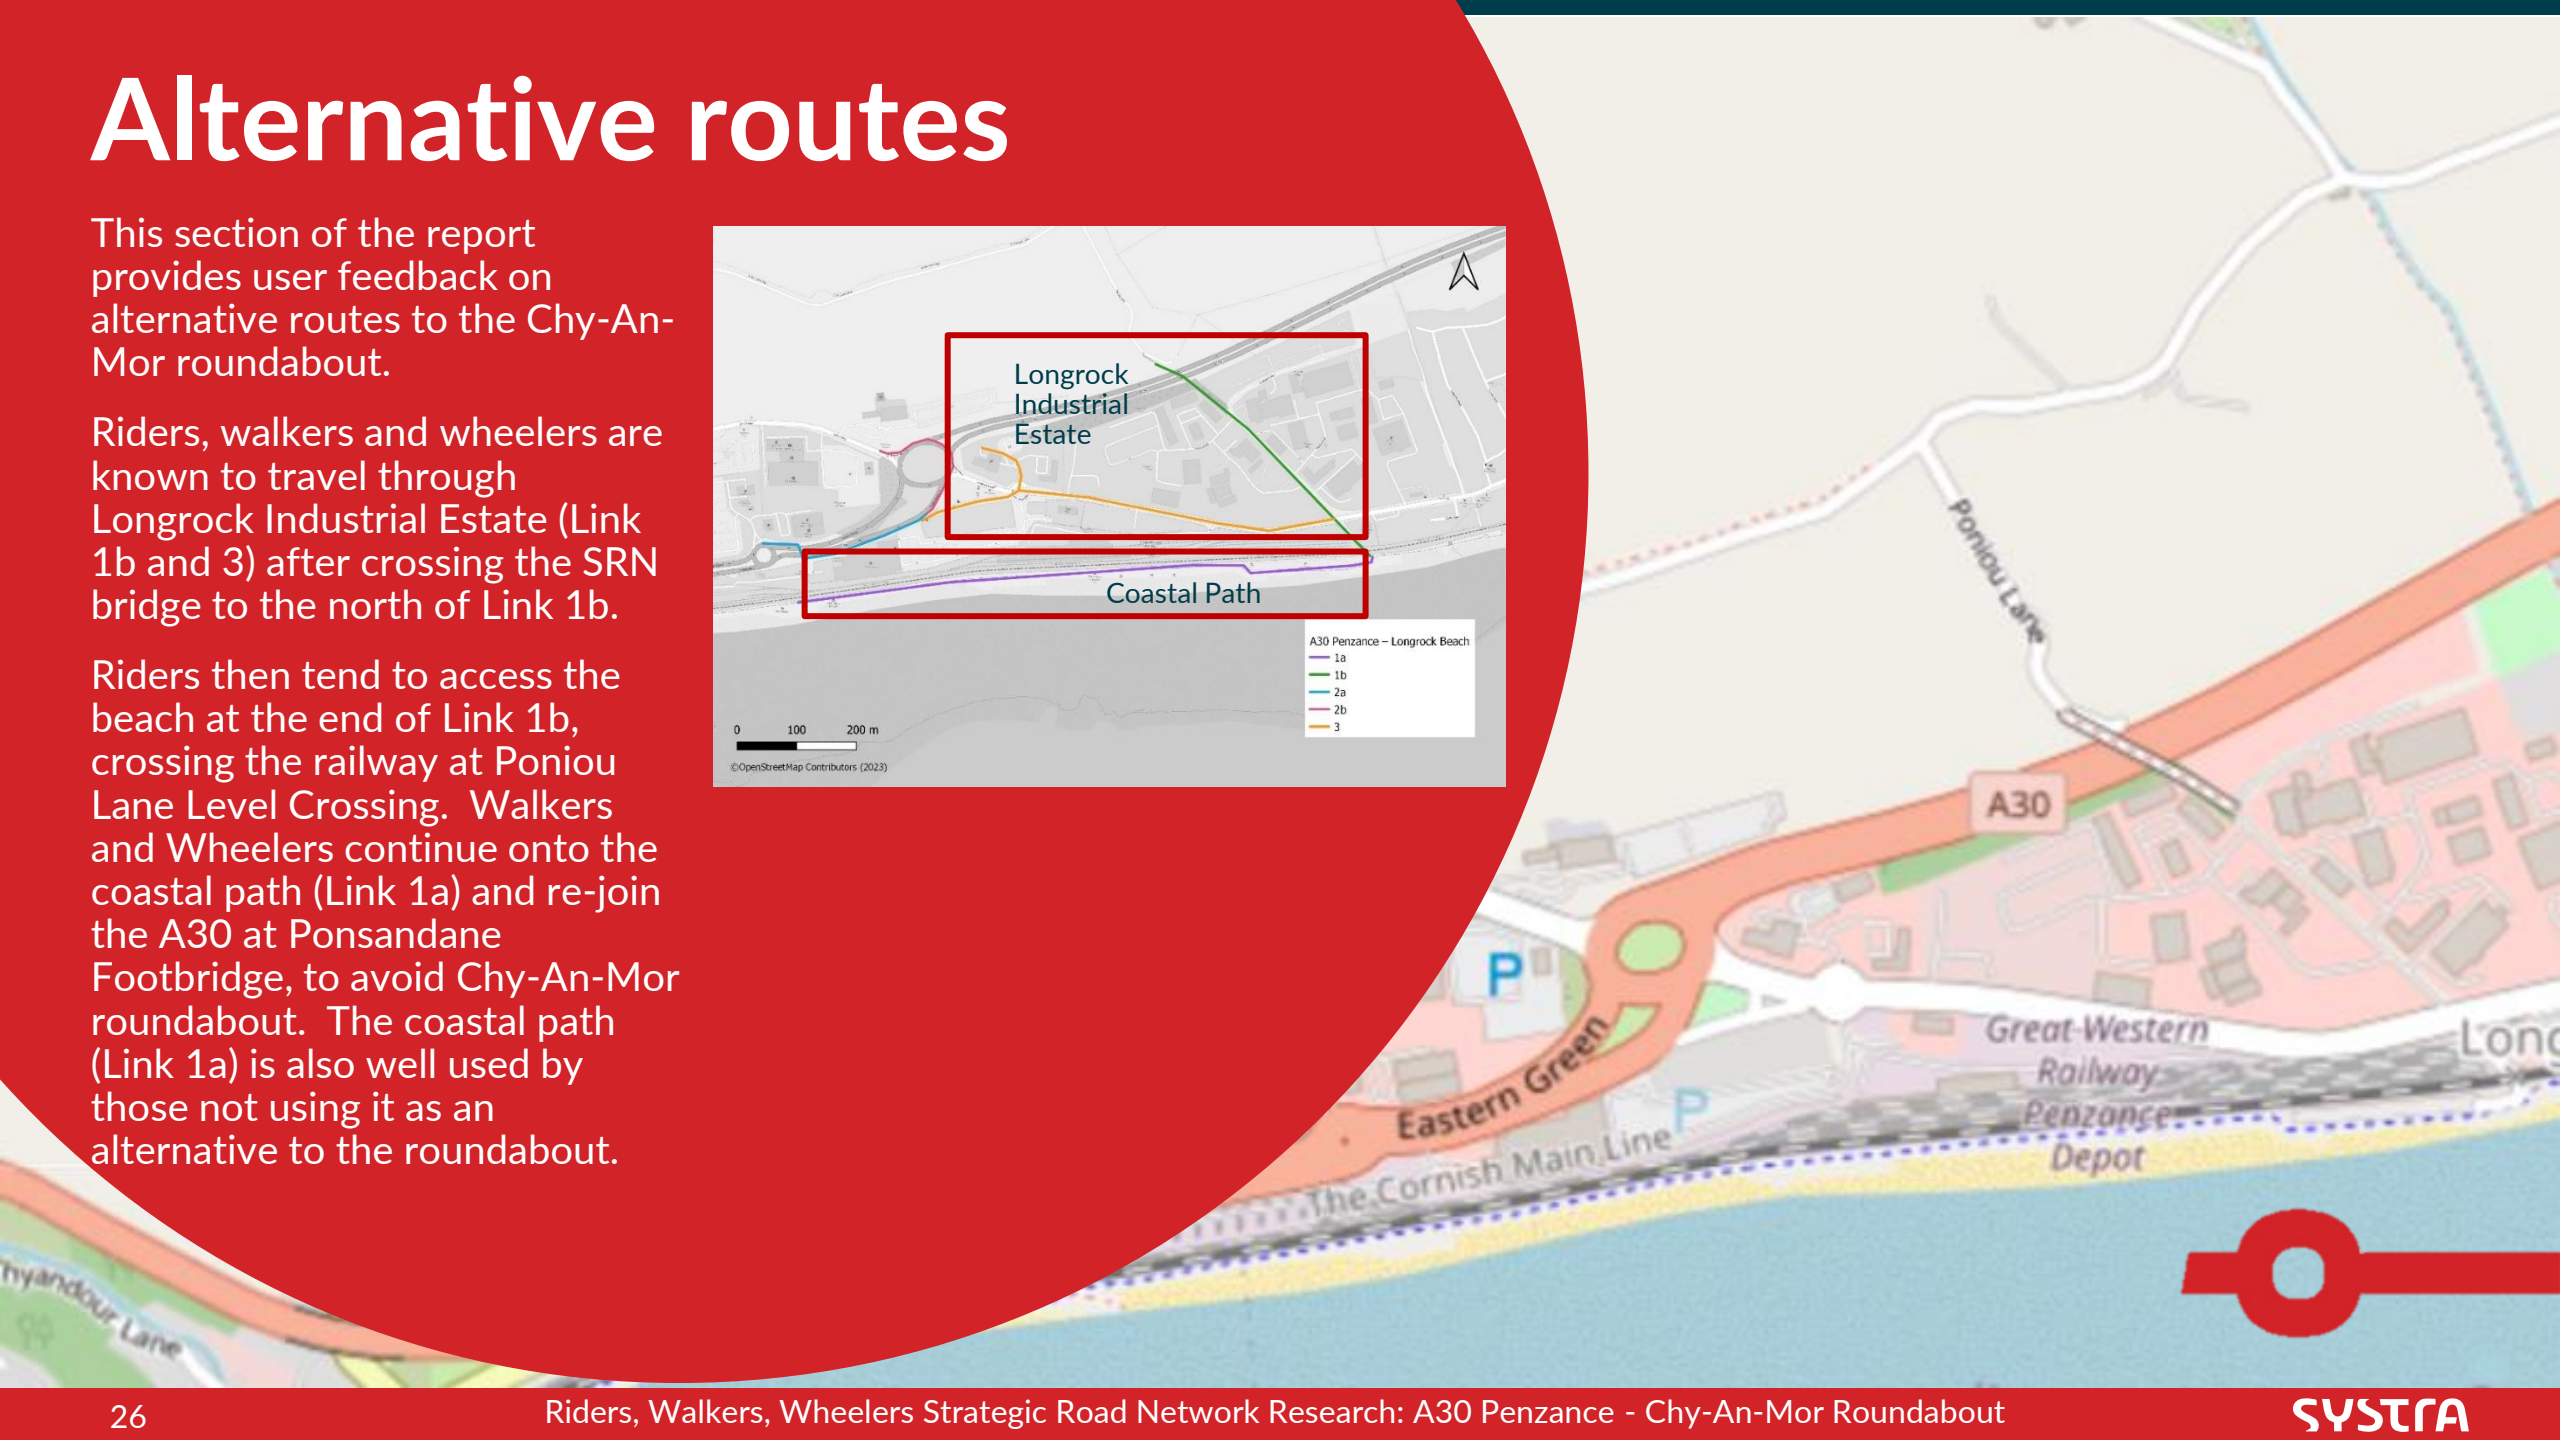 Alternative routes
This section of the report
provides user feedback on
alternative routes to the Chy-An-
Mor roundabout.
Riders, walkers and wheelers are
known to travel through
Longrock Industrial Estate (Link
1b and 3) after crossing the SRN
bridge to the north of Link 1b.
Riders then tend to access the
beach at the end of Link 1b,
crossing the railway at Poniou
Lane Level Crossing.  Walkers
and Wheelers continue onto the
coastal path (Link 1a) and re-join
the A30 at Ponsandane
Footbridge, to avoid Chy-An-Mor
roundabout.  The coastal path
(Link 1a) is also well used by
those not using it as an
alternative to the roundabout.
Longrock
Industrial
Estate
Coastal Path
A30 Penzance – Longrock Beach
1a
1b
2a
2b
3
0 100 200 m
©OpenStreetMap Contributors (2023)
Poniou Lane
A30
P
Eastern Green
P
The Cornish Main Line
Great Western
Railway
Penzance
Depot
Long
hyandour Lane
26
Riders, Walkers, Wheelers Strategic Road Network Research: A30 Penzance - Chy-An-Mor Roundabout
SYSTRA